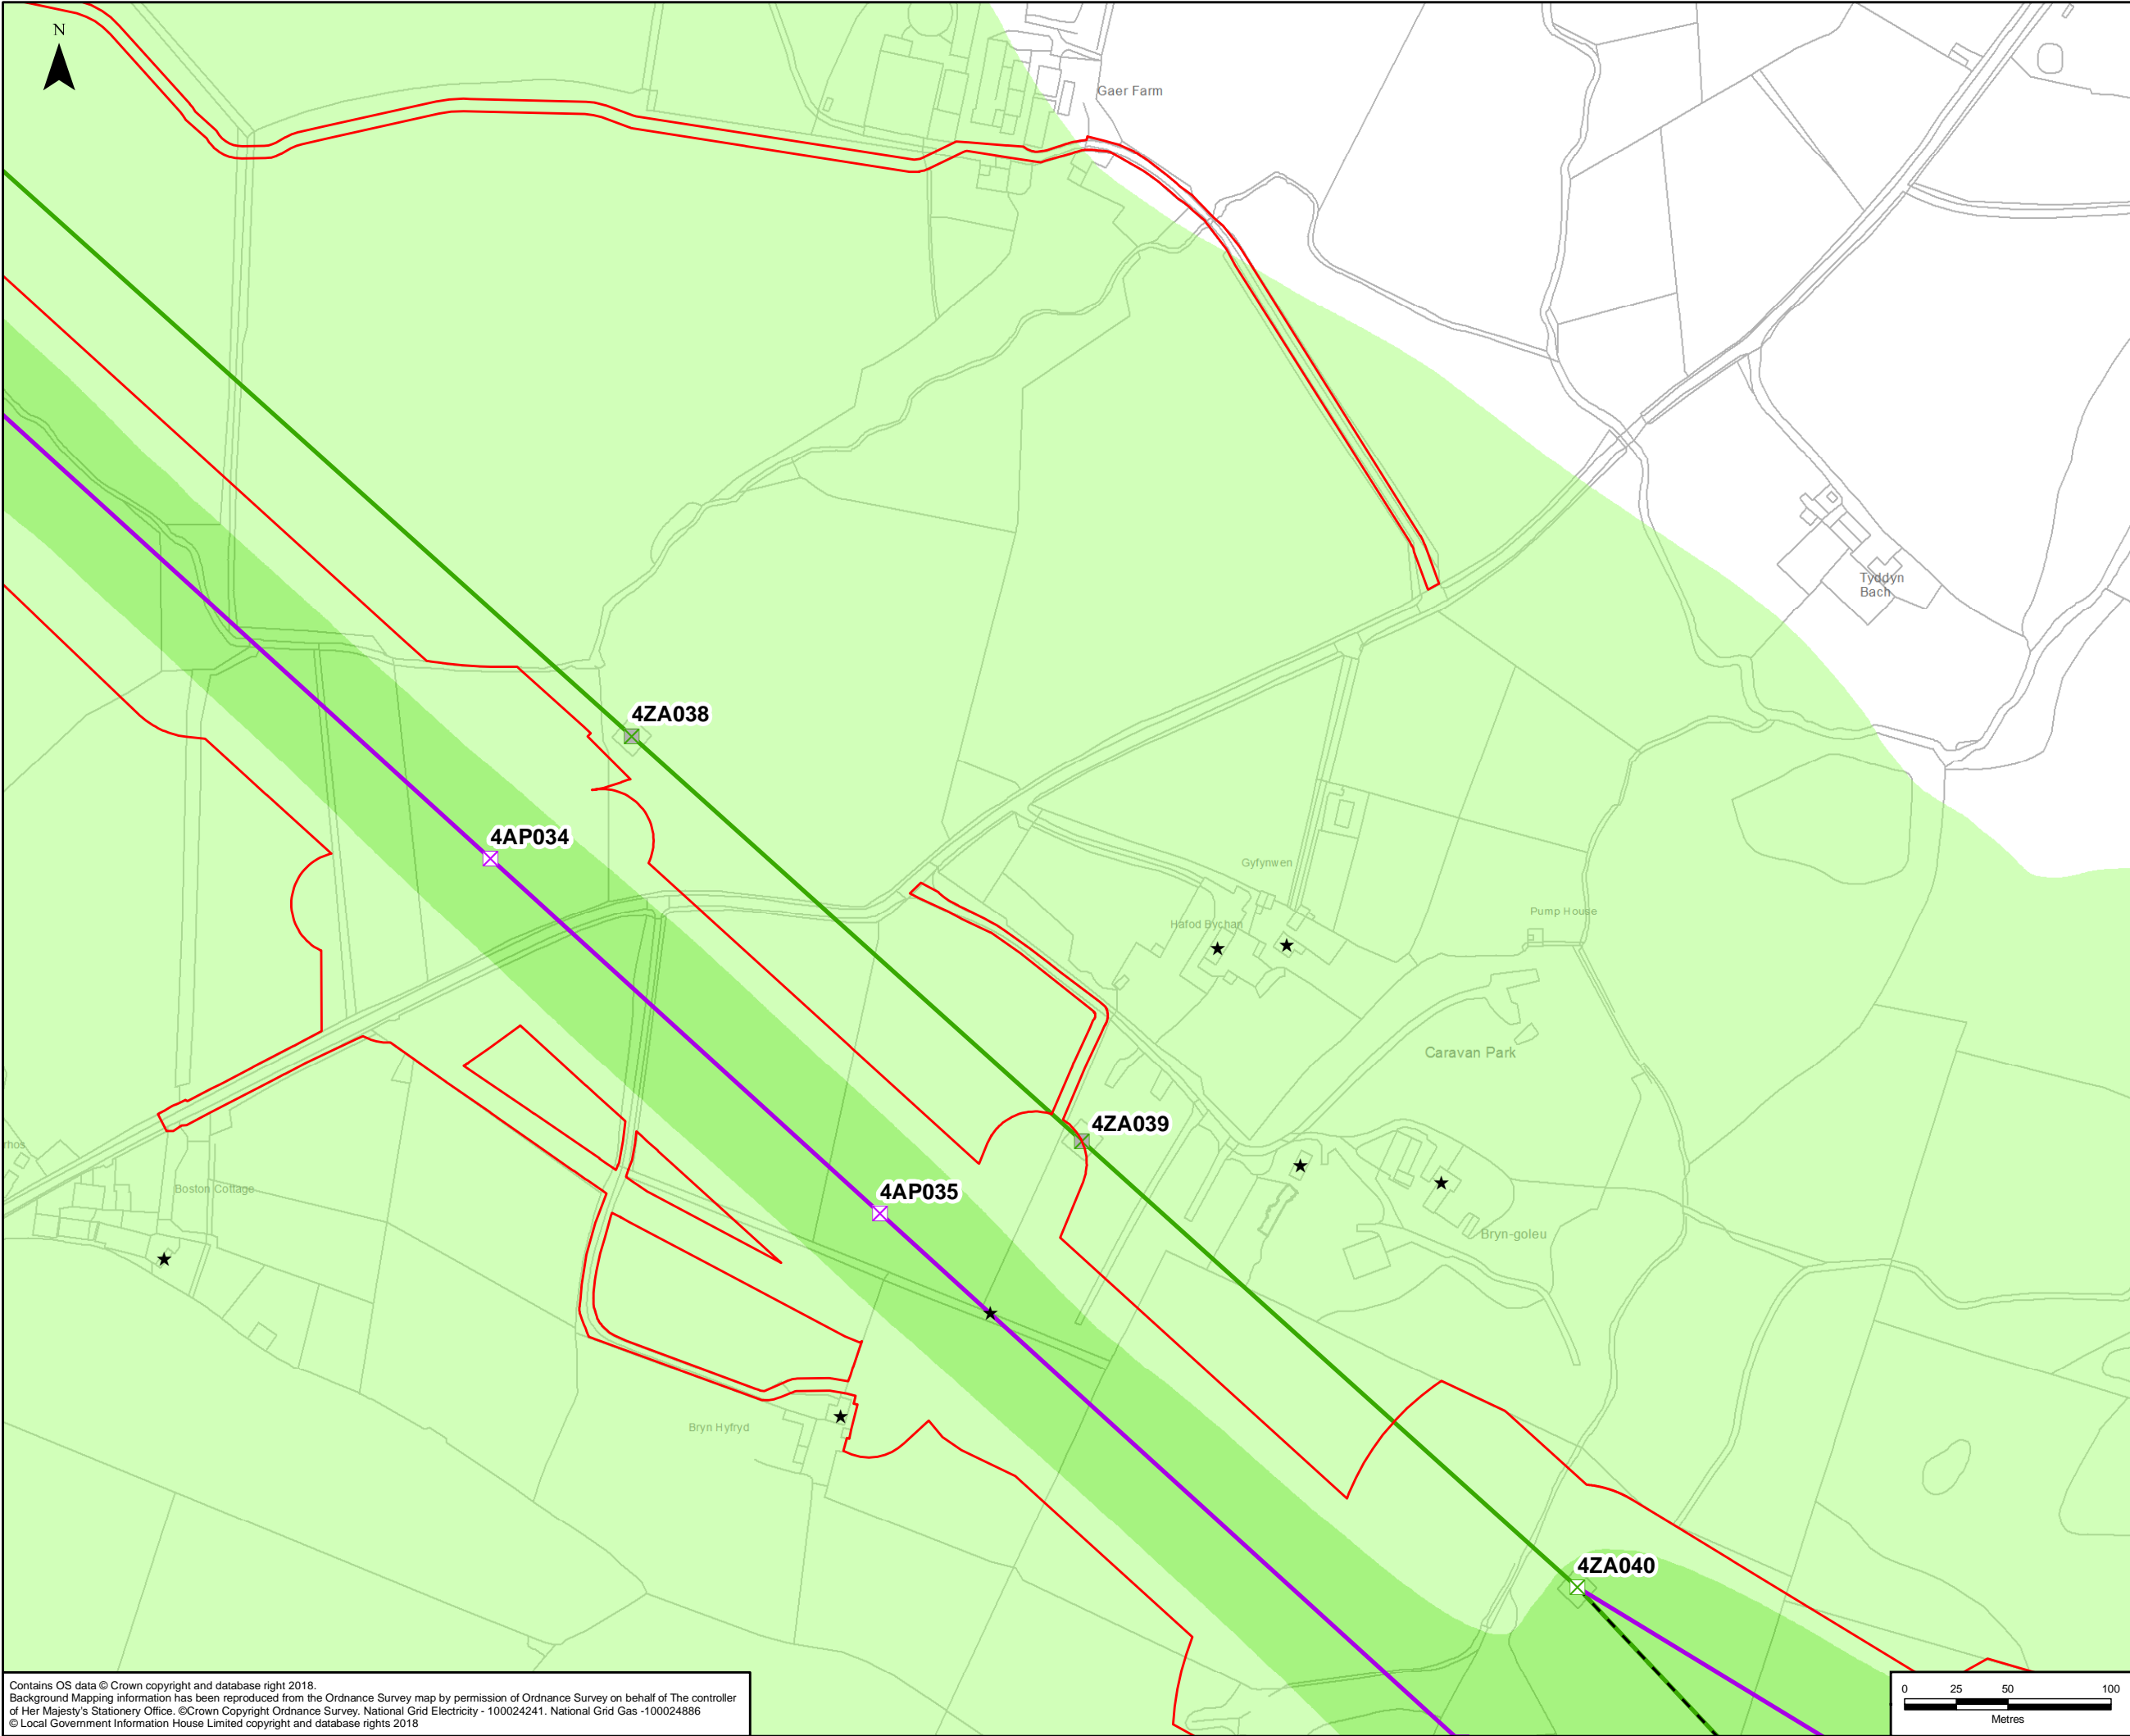 N
Gaer Farm
Tyddyn
Bach
4ZA038
4AP034
Gyfynwen
Hafod Bychan
Pump House
Caravan Park
4ZA039
rhos
Boston Cottage
4AP035
Bryn-goleu
Bryn Hyfryd
4ZA040
Contains OS data © Crown copyright and database right 2018.
Background Mapping information has been reproduced from the Ordnance Survey map by permission of Ordnance Survey on behalf of The controller
of Her Majesty's Stationery Office. ©Crown Copyright Ordnance Survey. National Grid Electricity - 100024241. National Grid Gas -100024886
© Local Government Information House Limited copyright and database rights 2018
0 25 50 100
Metres